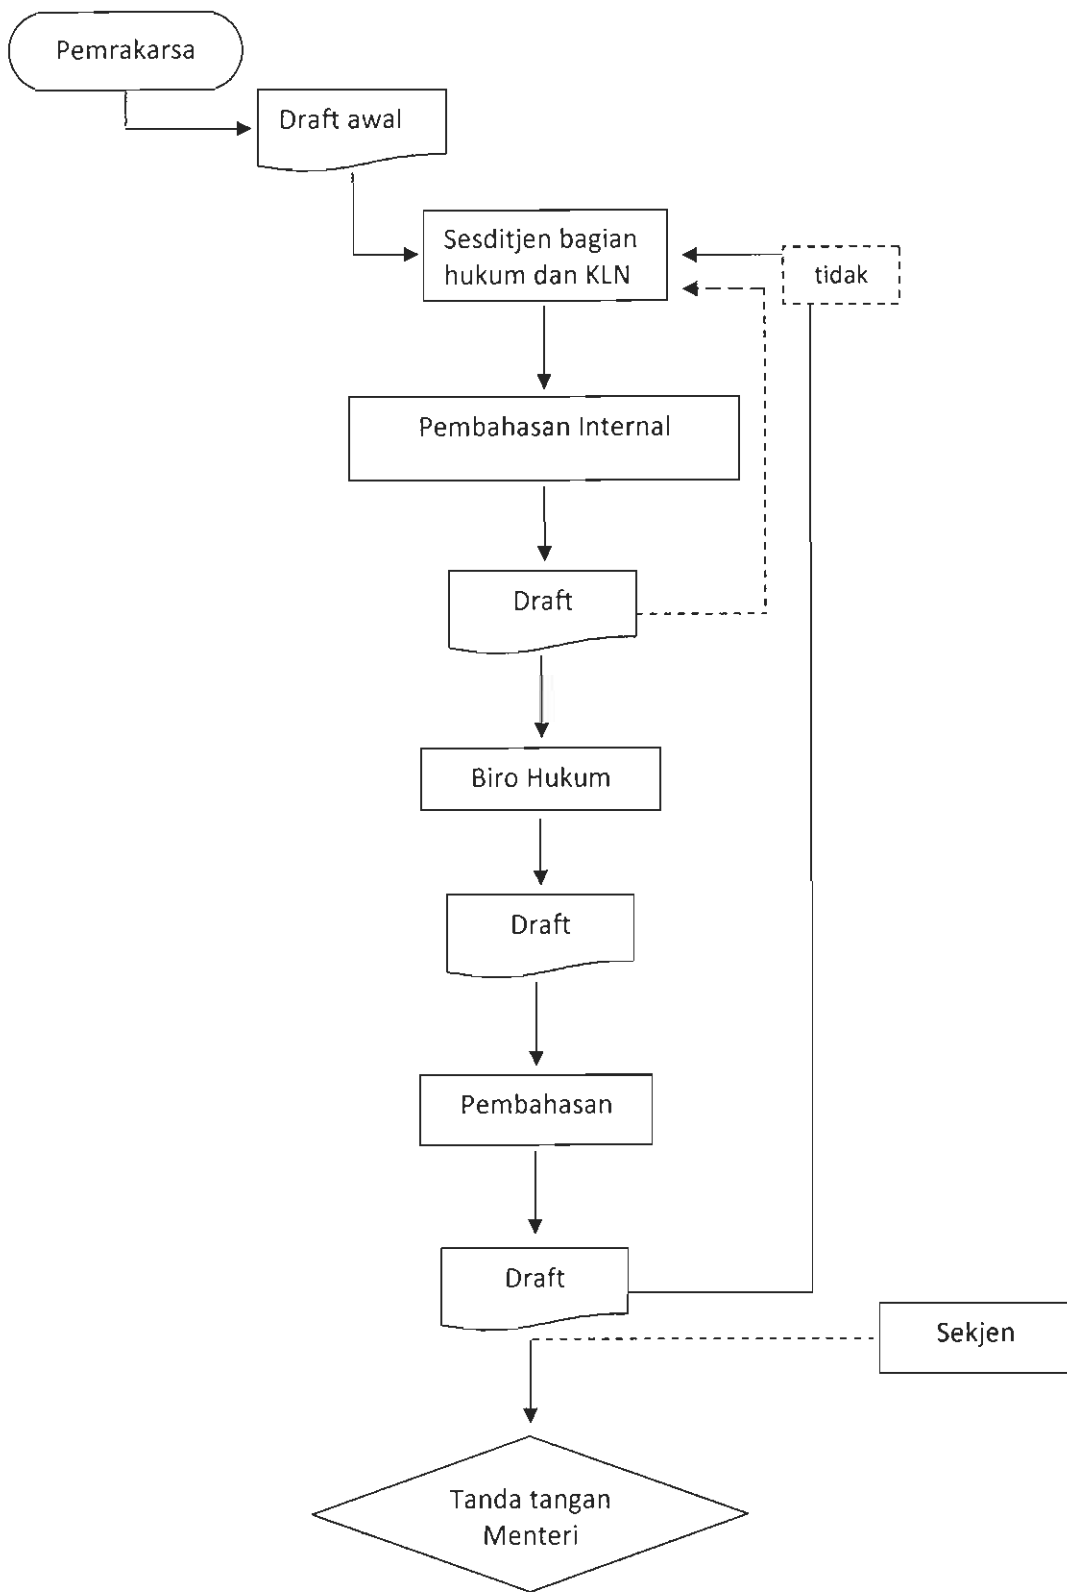 Pemrakarsa
Draft awal
Sesditjen bagian
hukum dan KLN
tidak
Pembahasan Internal
Draft
Biro Hukum
Draft
Pembahasan
Draft
Sekjen
Tanda tangan
Menteri